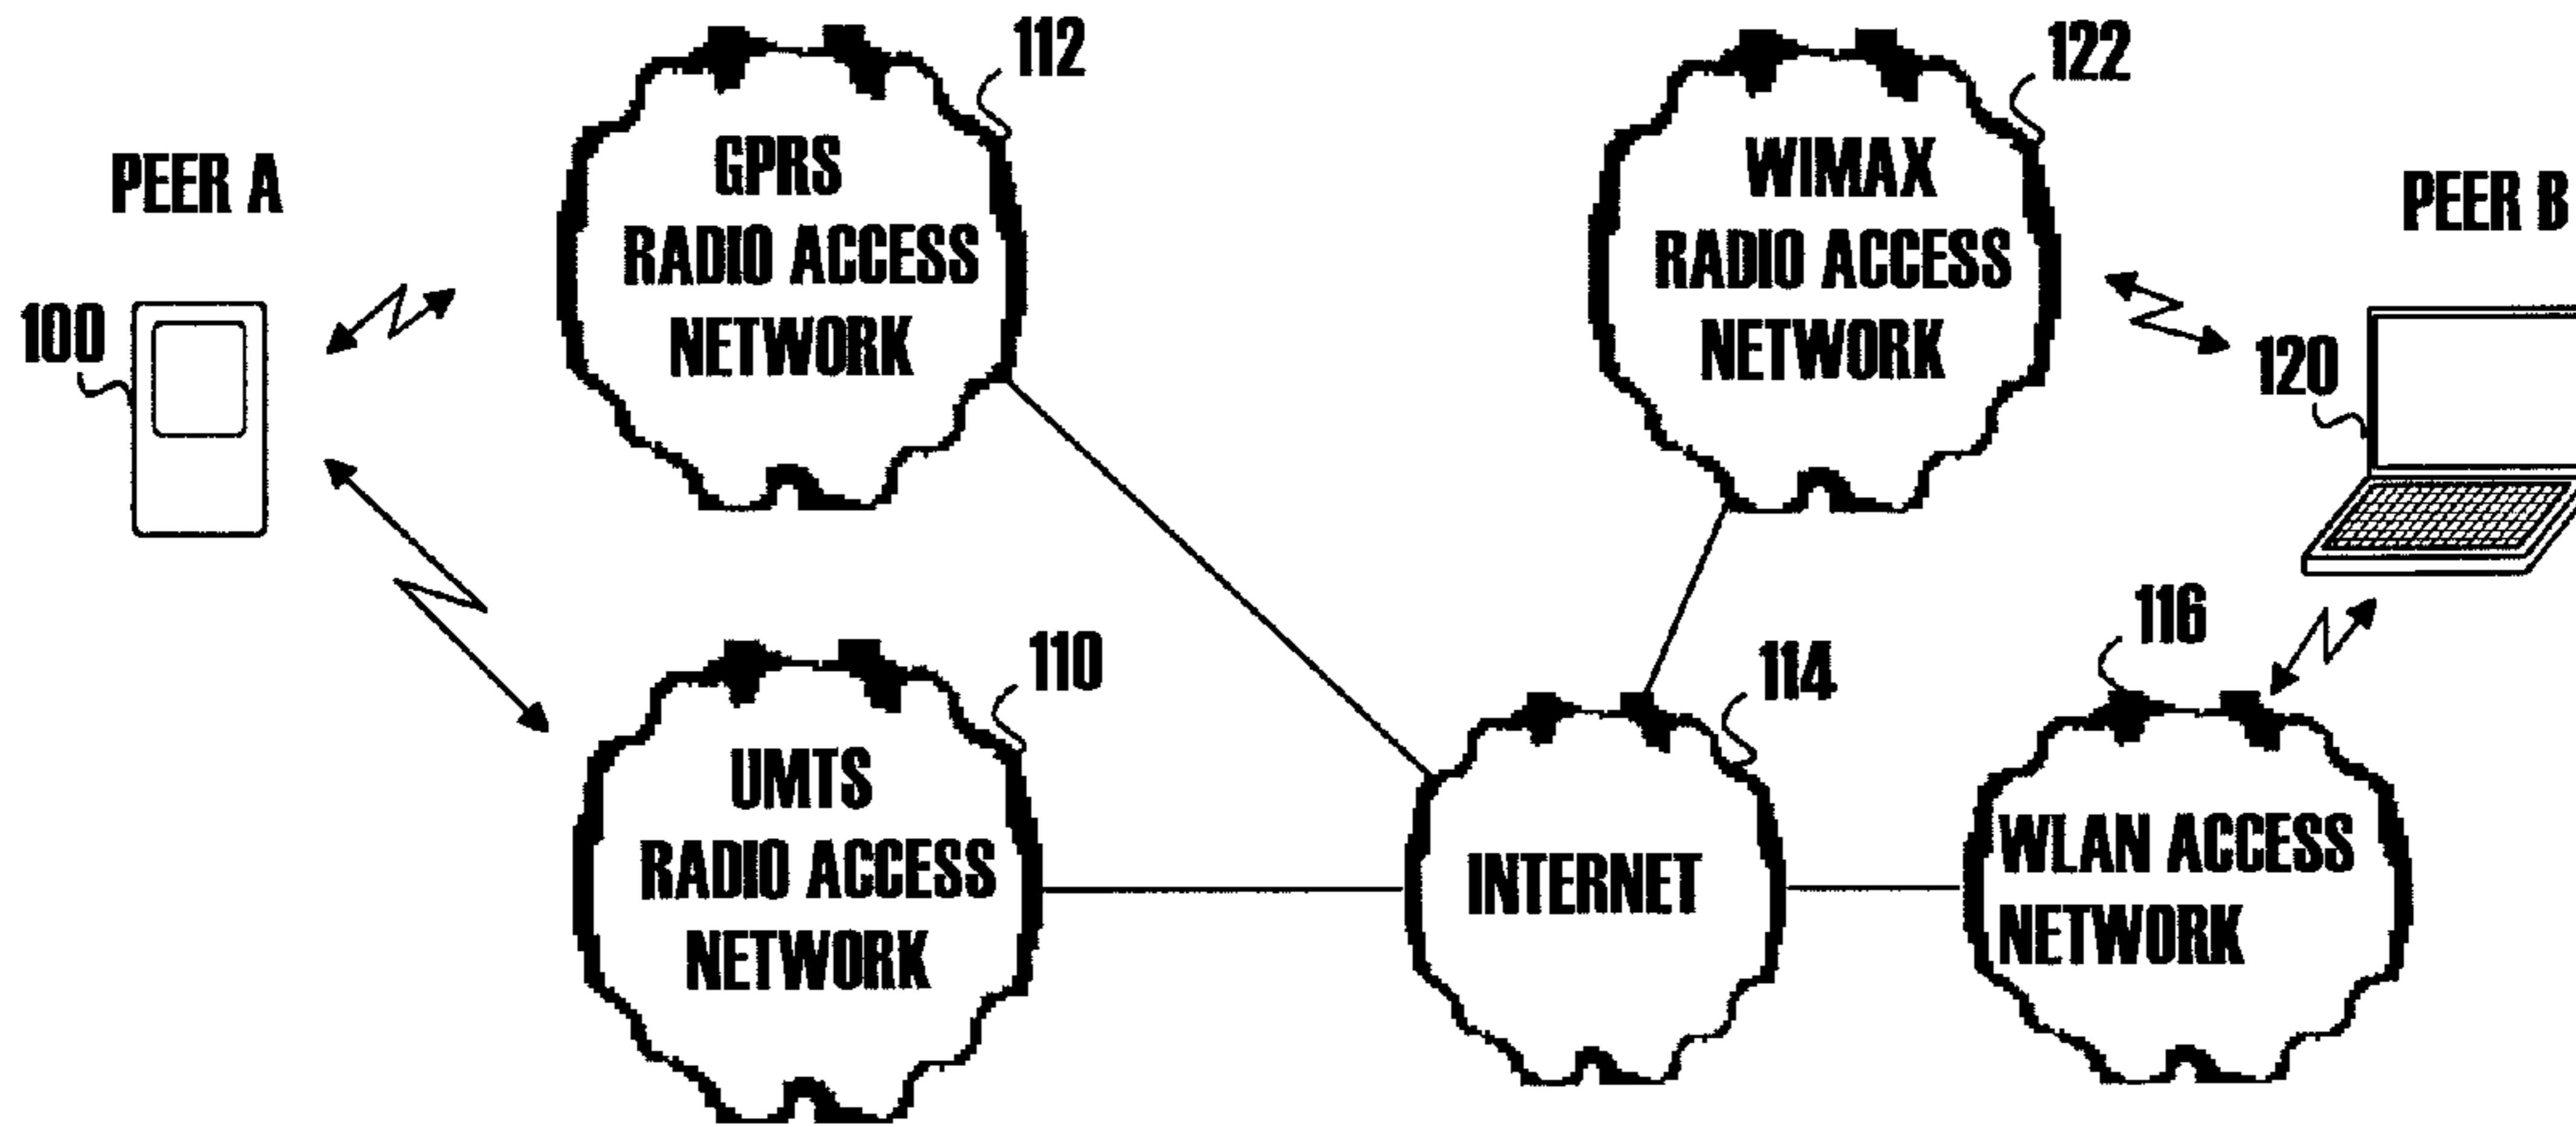 PEER A
100
112
GPRS
RADIO ACCESS
NETWORK
122
WIMAX
RADIO ACCESS
NETWORK
PEER B
120
110
UMTS
RADIO ACCESS
NETWORK
114
INTERNET
116
WLAN ACCESS
NETWORK